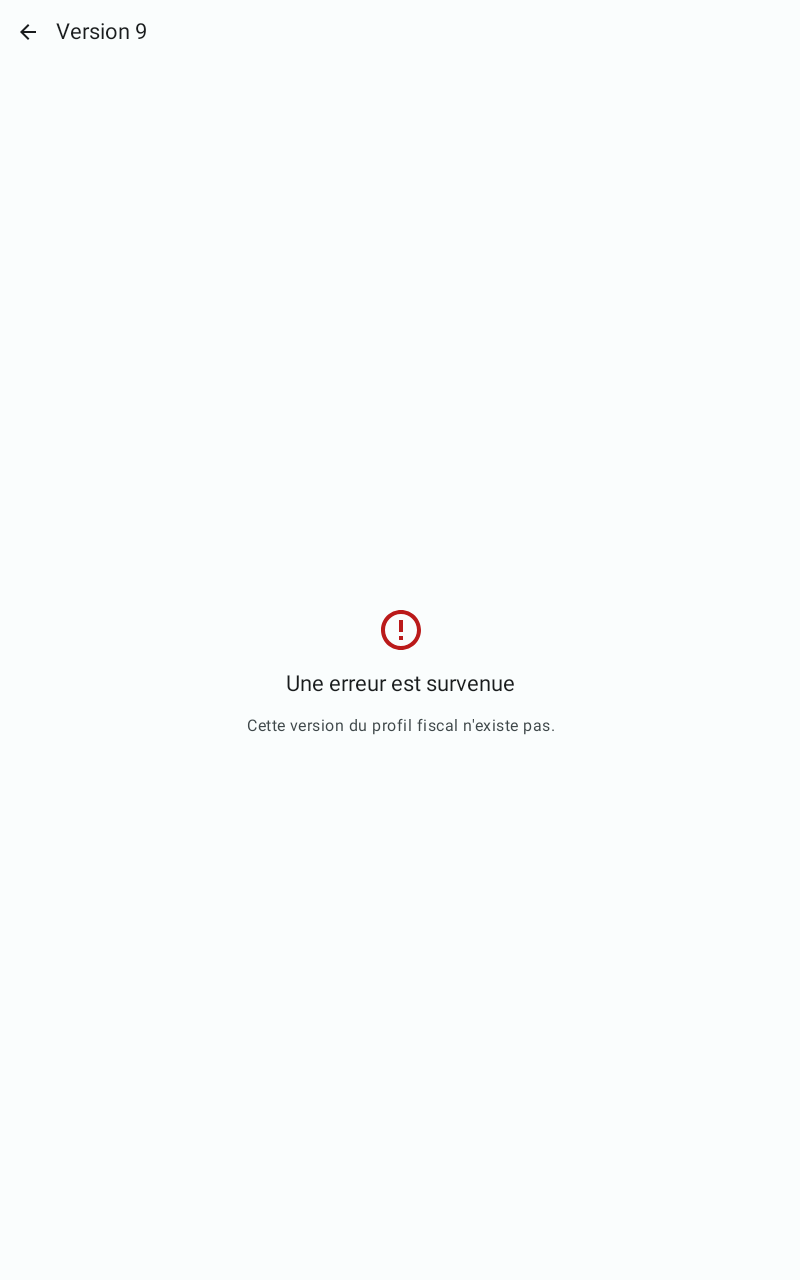 Version 9
Une erreur est survenue
Cette version du profil fiscal n'existe pas.